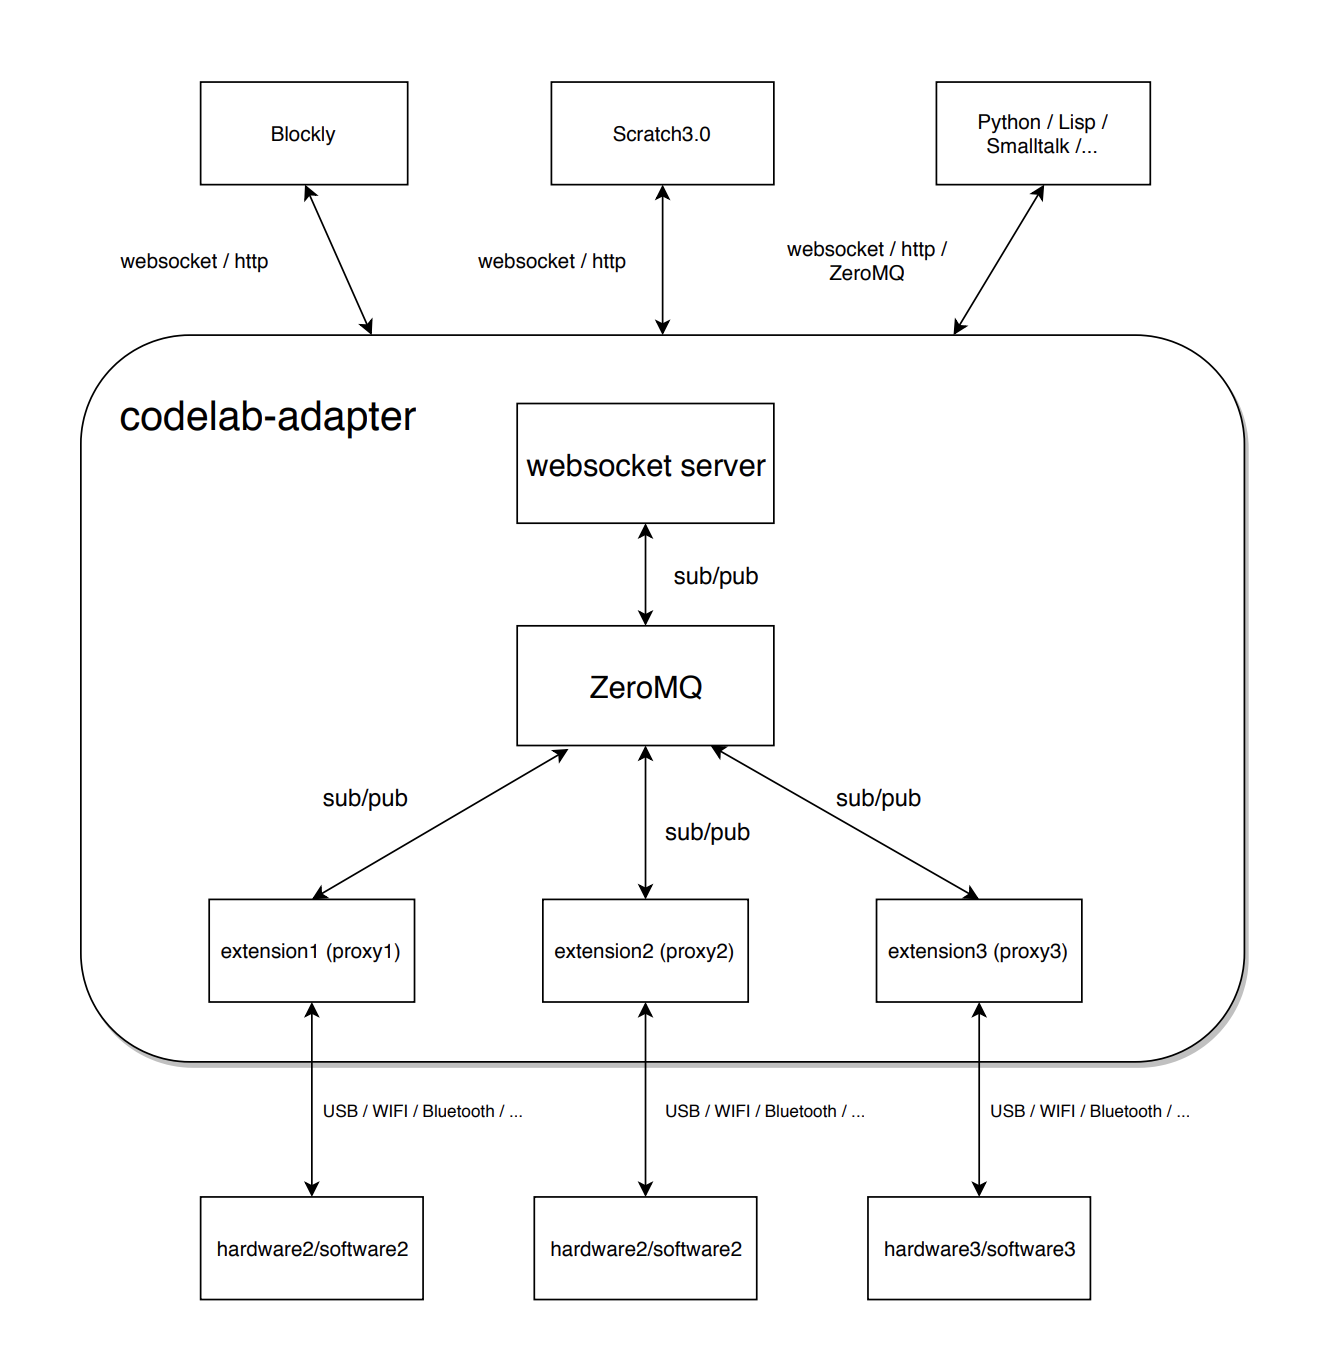 Blockly
Scratch3.0
Python / Lisp /
Smalltalk /...
websocket / http
websocket / http
websocket / http /
ZeroMQ
codelab-adapter
websocket server
sub/pub
ZeroMQ
sub/pub
sub/pub
sub/pub
extension1 (proxy1)
extension2 (proxy2)
extension3 (proxy3)
USB / WIFI / Bluetooth / ...
USB / WIFI / Bluetooth / ...
USB / WIFI / Bluetooth / ...
hardware2/software2
hardware2/software2
hardware3/software3